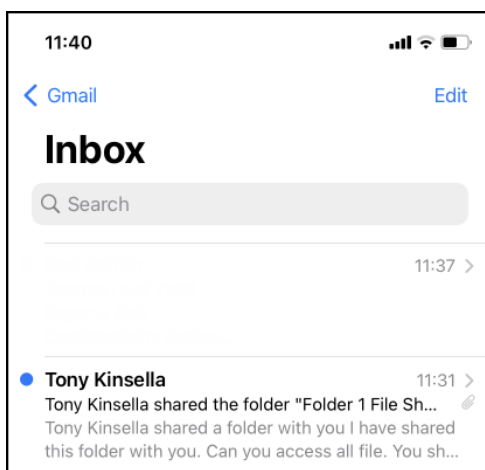 11:40
Gmail
Edit
Inbox
Search
11:37
Tony Kinsella
11:31
Tony Kinsella shared the folder "Folder 1 File Sh...
Tony Kinsella shared a folder with you I have shared
this folder with you. Can you access all file. You sh...